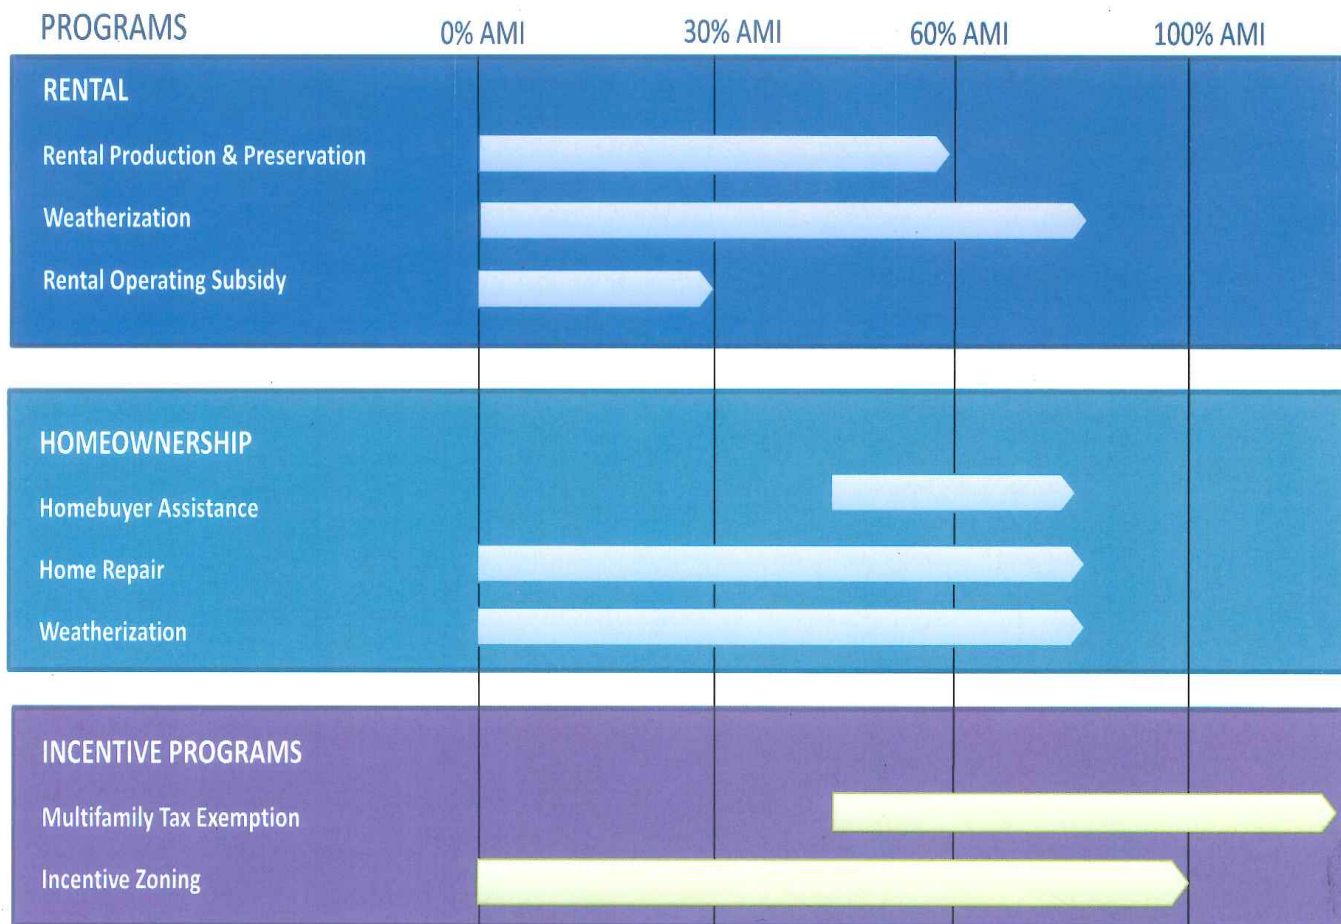 PROGRAMS 0% AMI 30% AMI 60% AMI 100% AMI
RENTAL
Rental Production & Preservation
Weatherization
Rental Operating Subsidy
HOMEOWNERSHIP
Homebuyer Assistance
Home Repair
Weatherization
INCENTIVE PROGRAMS
Multifamily Tax Exemption
Incentive Zoning